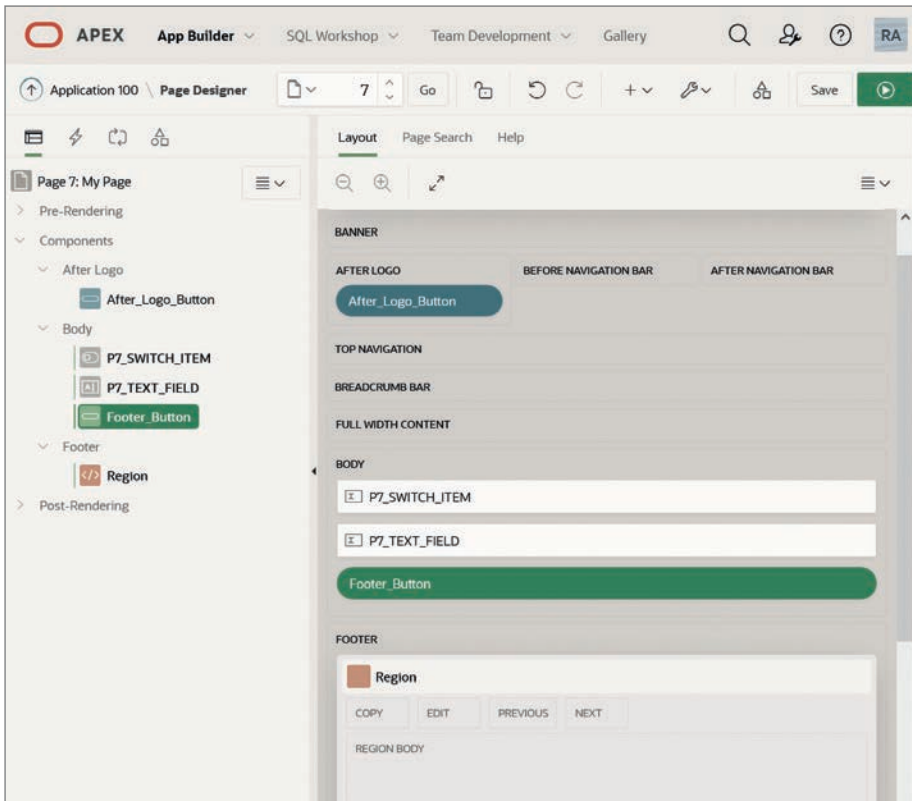 APEX App Builder SQL Workshop Team Development Gallery RA
Application 100 \ Page Designer 7 Go Save
Layout Page Search Help
Page 7: My Page
Pre-Rendering
Components
After Logo
After_Logo_Button
Body
P7_SWITCH_ITEM
P7_TEXT_FIELD
Footer_Button
Footer
Region
Post-Rendering
BANNER
AFTER LOGO BEFORE NAVIGATION BAR AFTER NAVIGATION BAR
After_Logo_Button
TOP NAVIGATION
BREADCRUMB BAR
FULL WIDTH CONTENT
BODY
P7_SWITCH_ITEM
P7_TEXT_FIELD
Footer_Button
FOOTER
Region
COPY EDIT PREVIOUS NEXT
REGION BODY